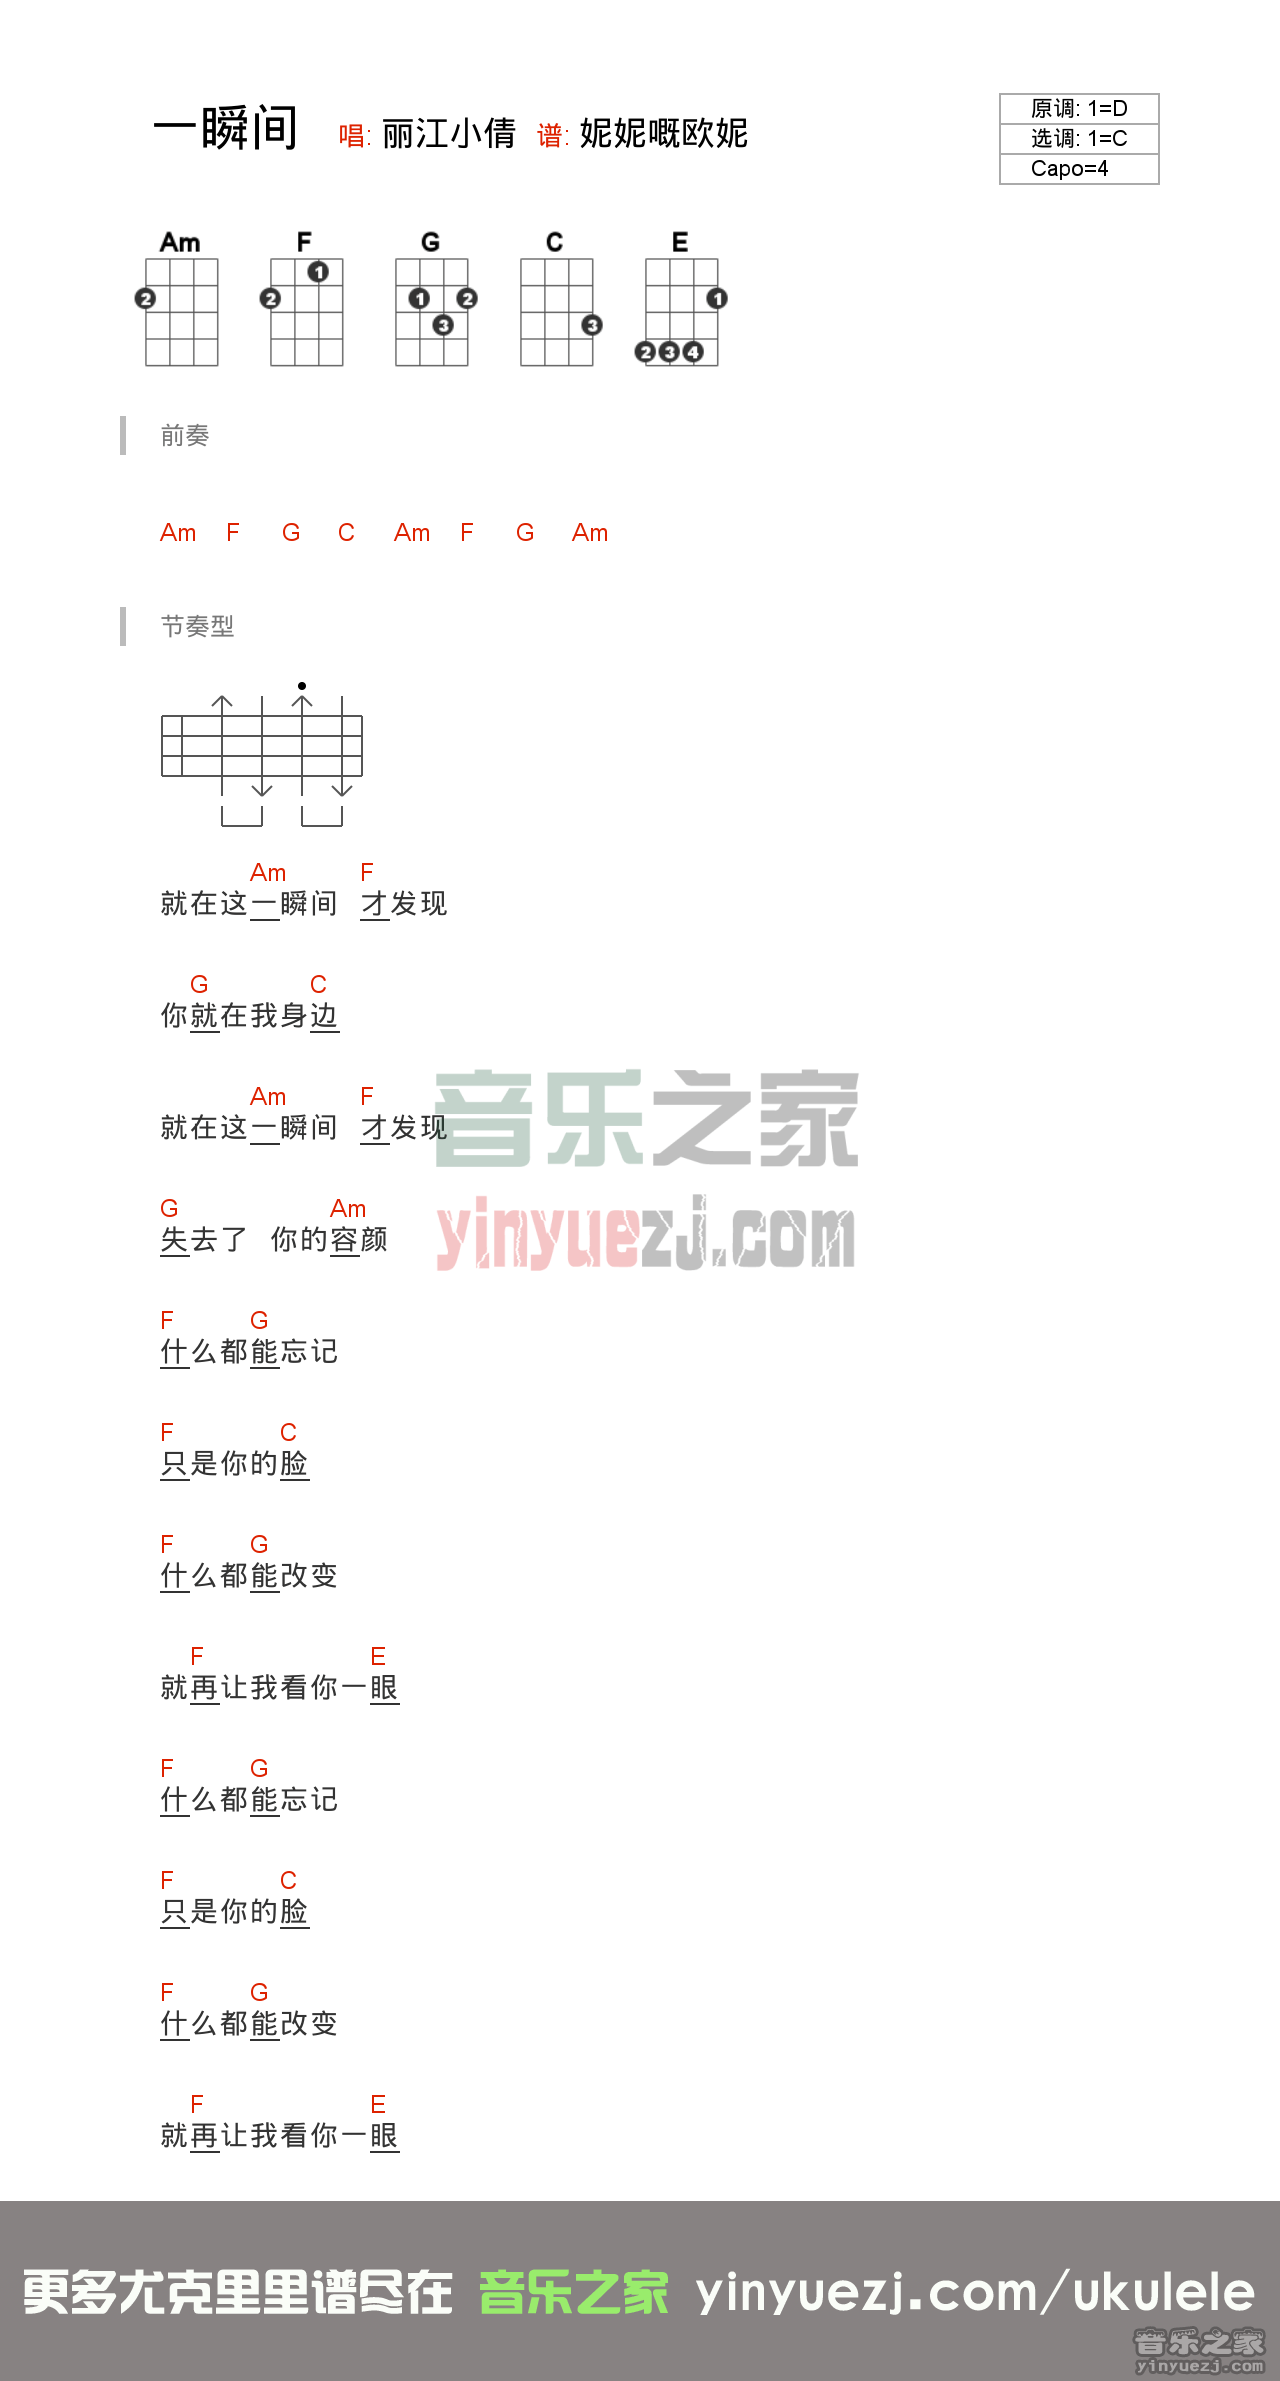 一瞬间 唱: 丽江小倩 谱: 妮妮嘅欧妮
原调: 1=D
选调: 1=C
Capo=4
Am F G C E
2 2 1 1 2 3 3 1 2 3 4
前奏
Am F G C Am F G Am
节奏型
Am F
就在这一瞬间 才发现
G C
你就在我身边
Am F
就在这一瞬间 才发现
G Am
失去了 你的容颜
F G
什么都能忘记
F C
只是你的脸
F G
什么都能改变
F E
就再让我看你一眼
F G
什么都能忘记
F C
只是你的脸
F G
什么都能改变
F E
就再让我看你一眼
音乐之家
yinyuezj.com
更多尤克里里谱尽在 音乐之家 yinyuezj.com/ukulele
音乐之家
yinyuezj.com